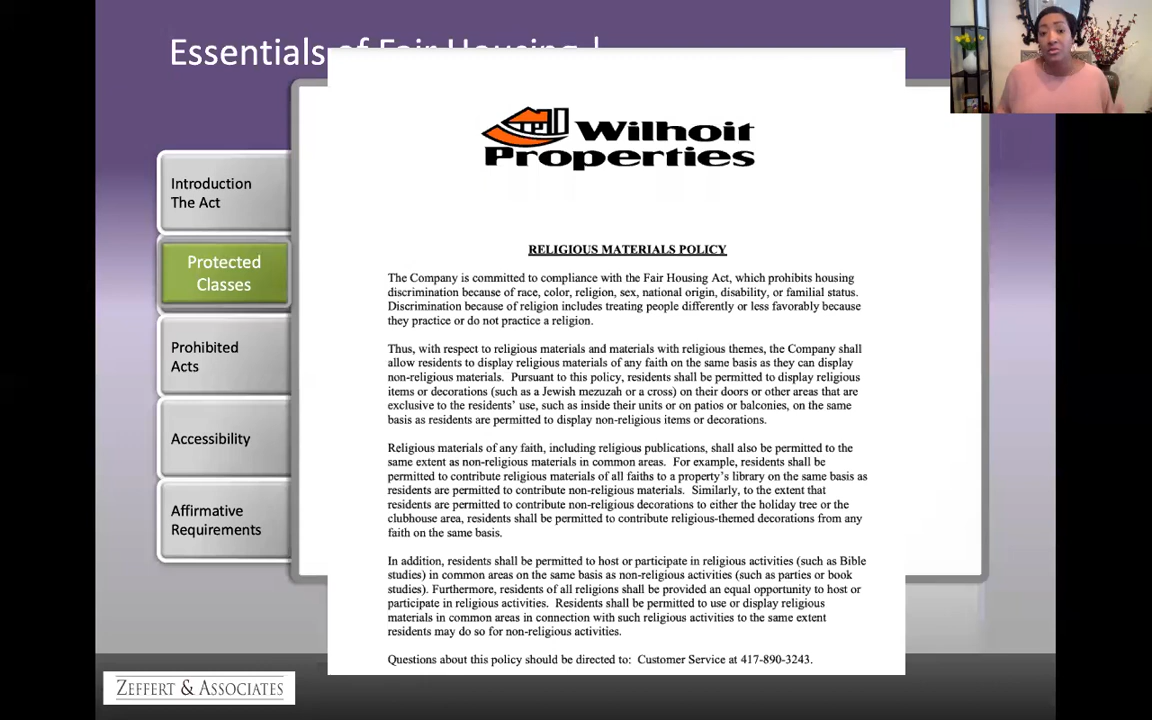 Essentials of Fair Housing |
Wilhoit
Properties
Introduction
The Act
Protected
Classes
Prohibited
Acts
Accessibility
Affirmative
Requirements
RELIGIOUS MATERIALS POLICY
The Company is committed to compliance with the Fair Housing Act, which prohibits housing
discrimination because of race, color, religion, sex, national origin, disability, or familial status.
Discrimination because of religion includes treating people differently or less favorably because
they practice or do not practice a religion.
Thus, with respect to religious materials and materials with religious themes, the Company shall
allow residents to display religious materials of any faith on the same basis as they can display
non-religious materials. Pursuant to this policy, residents shall be permitted to display religious
items or decorations (such as a Jewish mezuzah or a cross) on their doors or other areas that are
exclusive to the residents' use, such as inside their units or on patios or balconies, on the same
basis as residents are permitted to display non-religious items or decorations.
Religious materials of any faith, including religious publications, shall also be permitted to the
same extent as non-religious materials in common areas. For example, residents shall be
permitted to contribute religious materials of all faiths to a property's library on the same basis as
residents are permitted to contribute non-religious materials. Similarly, to the extent that
residents are permitted to contribute non-religious decorations to either the holiday tree or the
clubhouse area, residents shall be permitted to contribute religious-themed decorations from any
faith on the same basis.
In addition, residents shall be permitted to host or participate in religious activities (such as Bible
studies) in common areas on the same basis as non-religious activities (such as parties or book
studies). Furthermore, residents of all religions shall be provided an equal opportunity to host or
participate in religious activities. Residents shall be permitted to use or display religious
materials in common areas in connection with such religious activities to the same extent
residents may do so for non-religious activities.
Questions about this policy should be directed to: Customer Service at 417-890-3243.
ZEFFERT & ASSOCIATES